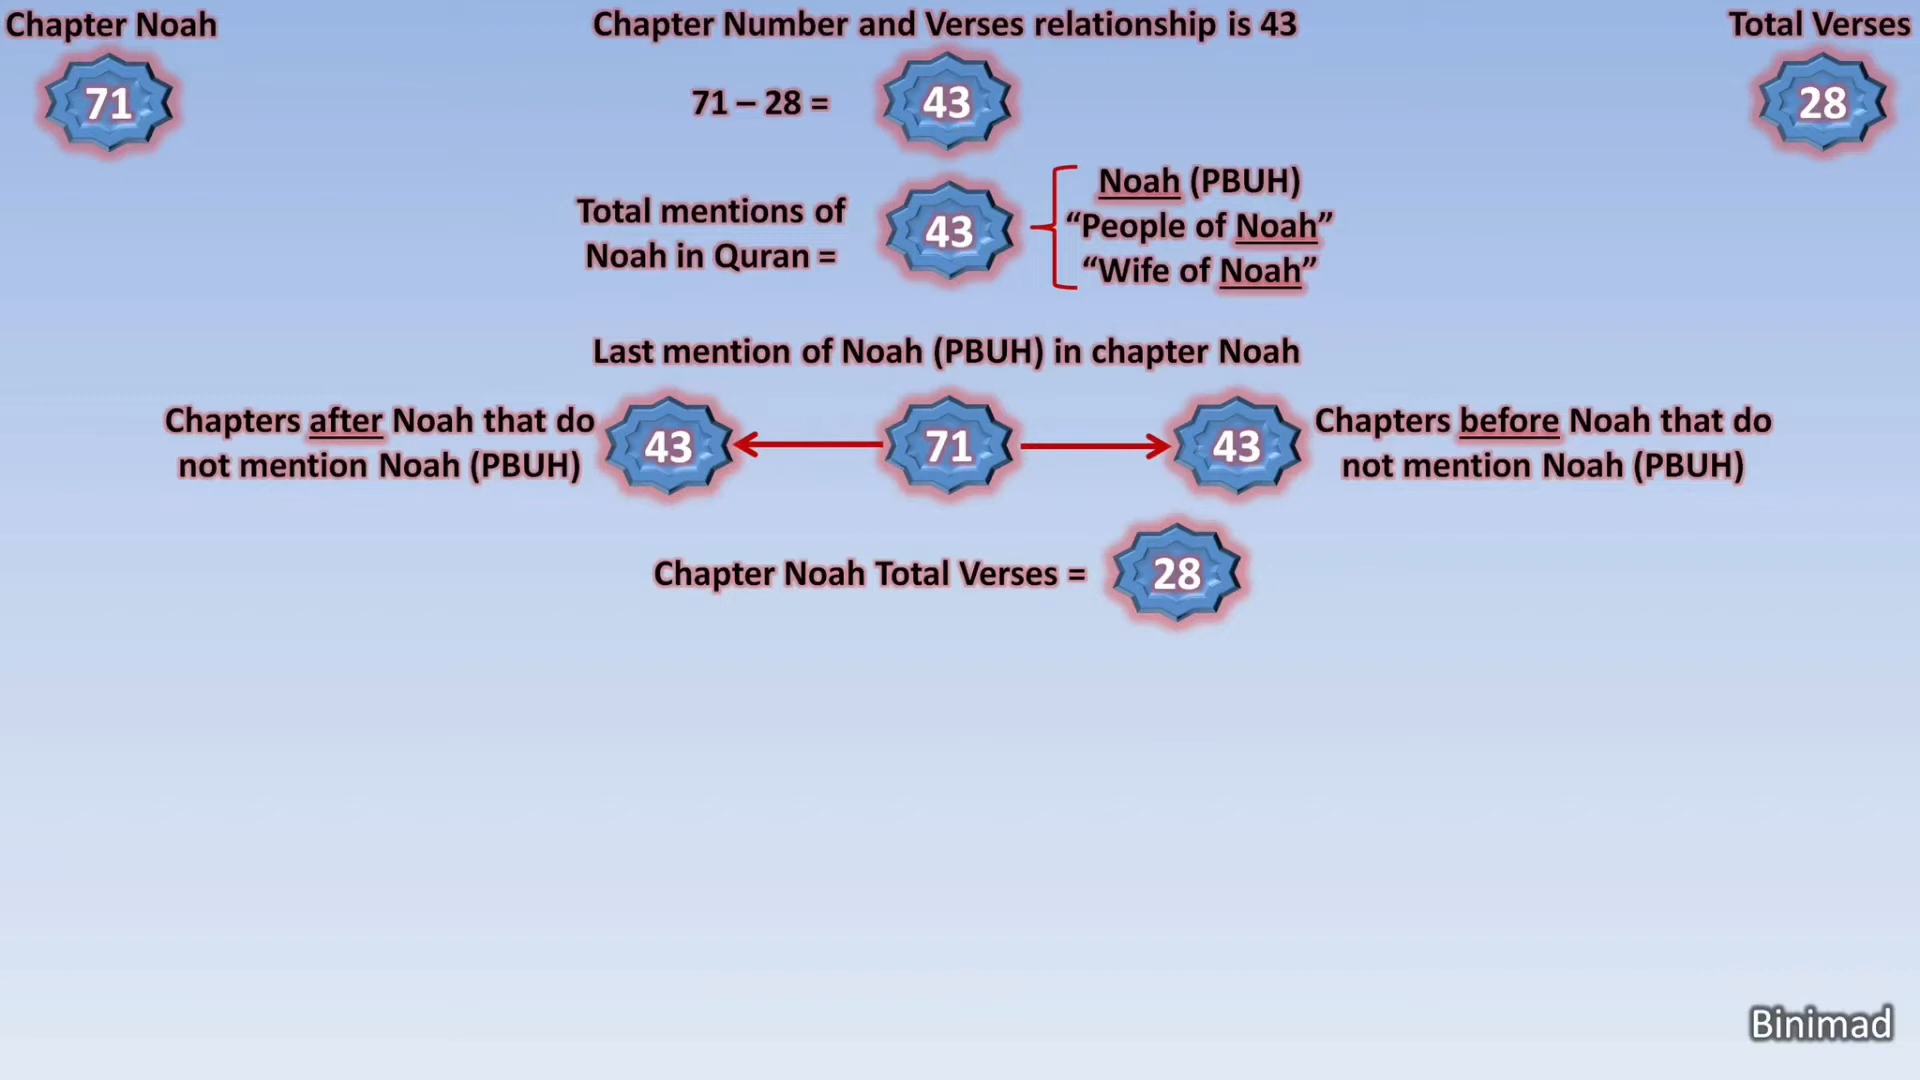 Chapter Noah
Chapter Number and Verses relationship is 43
Total Verses
71
71 – 28 =
43
28
Total mentions of
Noah in Quran =
43
Noah (PBUH)
“People of Noah”
“Wife of Noah”
Last mention of Noah (PBUH) in chapter Noah
Chapters after Noah that do
not mention Noah (PBUH)
43
71
43
Chapters before Noah that do
not mention Noah (PBUH)
Chapter Noah Total Verses =
28
Binimad